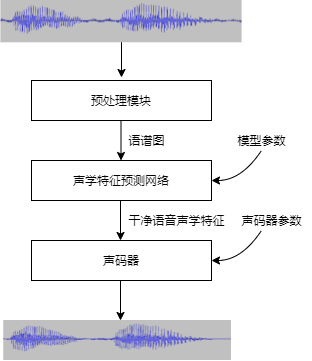 预处理模块
语谱图
模型参数
声学特征预测网络
干净语音声学特征
声码器参数
声码器